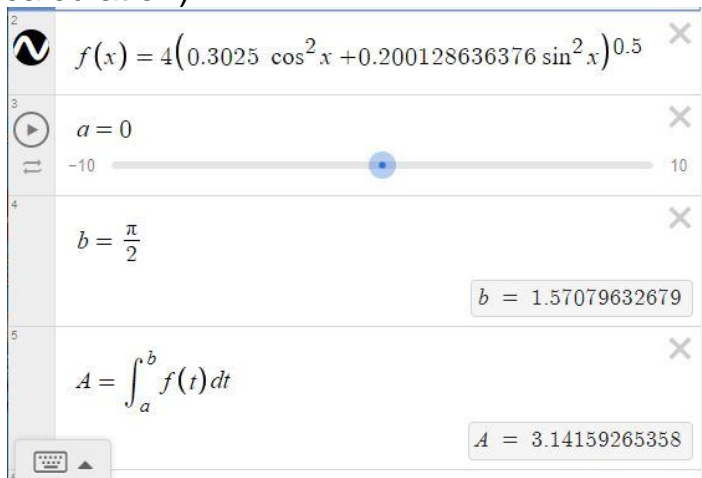 2
f(x) = 4(0.3025 cos²x + 0.200128636376 sin²x)^0.5
3
a = 0
-10 10
4
b = π/2
b = 1.57079632679
5
A = ∫_a^b f(t) dt
A = 3.14159265358